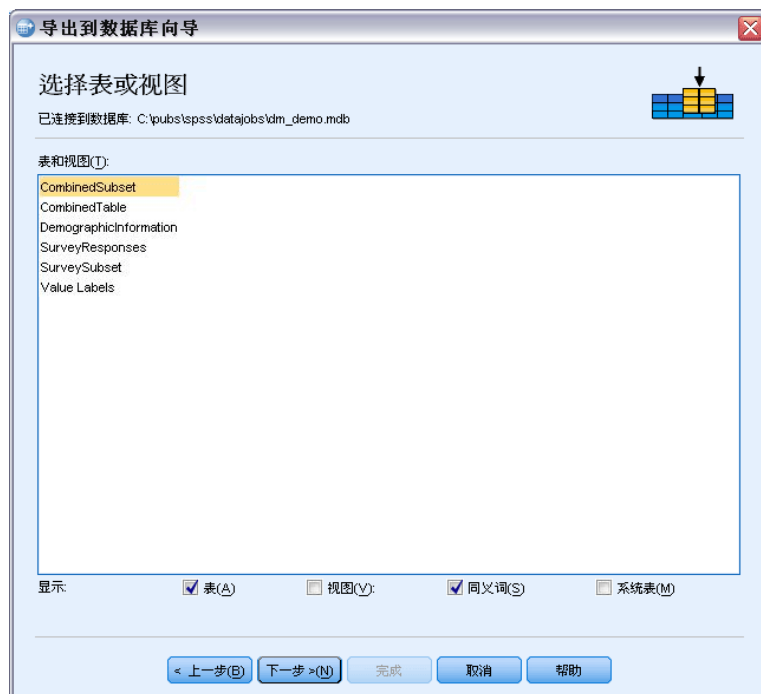 导出到数据库向导
选择表或视图
已连接到数据库: C:\pubs\spss\datajobs\dm_demo.mdb
表和视图(T):
CombinedSubset
CombinedTable
DemographicInformation
SurveyResponses
SurveySubset
Value Labels
显示: 表(A) 视图(V): 同义词(S) 系统表(M)
< 上一步(B) 下一步 >(N) 完成 取消 帮助